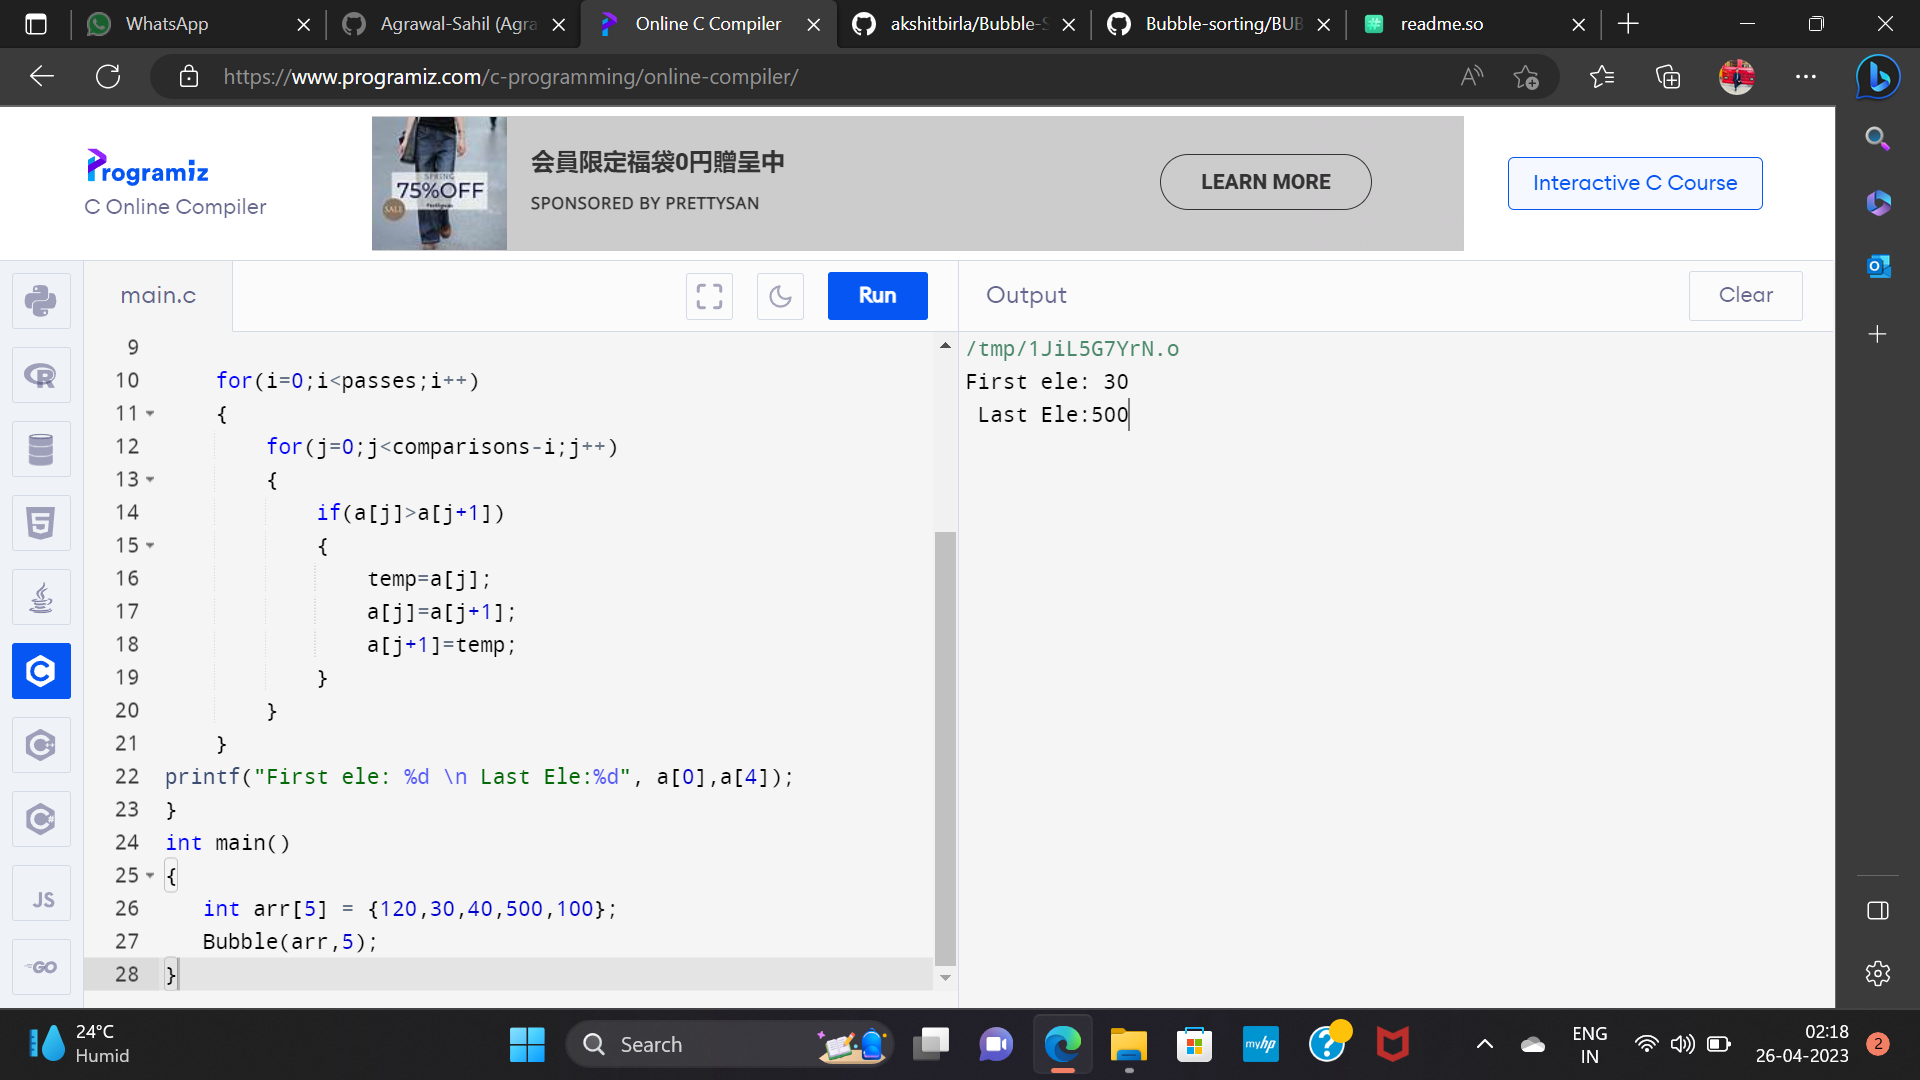 WhatsApp
Agrawal-Sahil (Agra
Online C Compiler
akshitbirla/Bubble-S
Bubble-sorting/BUB
readme.so
https://www.programiz.com/c-programming/online-compiler/
Programiz
C Online Compiler
SPRING
75%OFF
SALE
会員限定福袋0円贈呈中
SPONSORED BY PRETTYSAN
LEARN MORE
Interactive C Course
main.c
Run
Output
Clear
9
10 for(i=0;i<passes;i++)
11 {
12 for(j=0;j<comparisons-i;j++)
13 {
14 if(a[j]>a[j+1])
15 {
16 temp=a[j];
17 a[j]=a[j+1];
18 a[j+1]=temp;
19 }
20 }
21 }
22 printf("First ele: %d \n Last Ele:%d", a[0],a[4]);
23 }
24 int main()
25 {
26 int arr[5] = {120,30,40,500,100};
27 Bubble(arr,5);
28 }
/tmp/1JiL5G7YrN.o
First ele: 30
Last Ele:500
JS
GO
24°C
Humid
Search
myhp
ENG
IN
02:18
26-04-2023
2